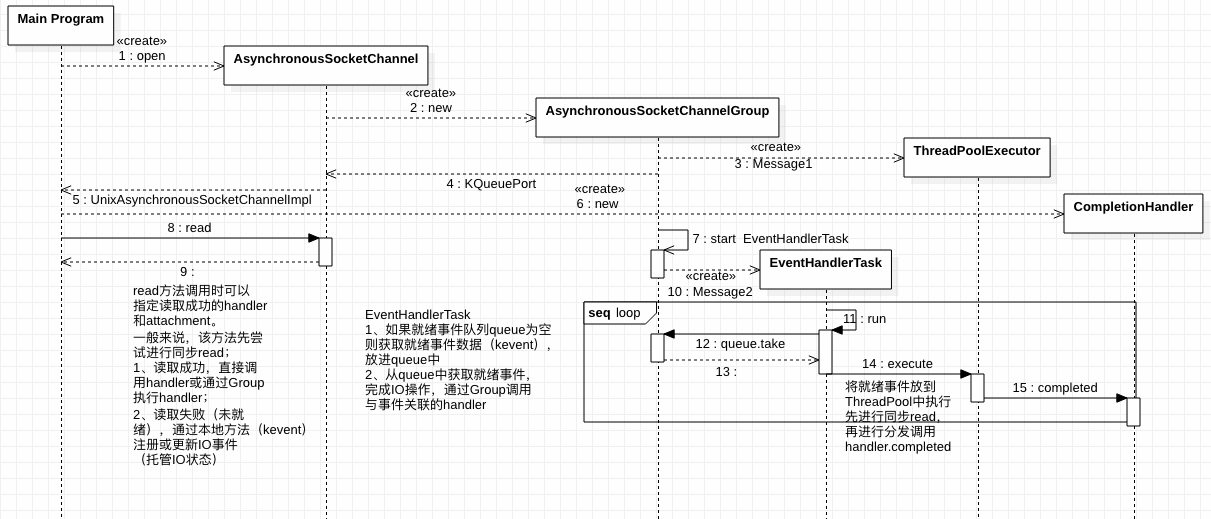 Main Program
«create»
1 : open
AsynchronousSocketChannel
«create»
2 : new
AsynchronousSocketChannelGroup
«create»
3 : Message1
ThreadPoolExecutor
4 : KQueuePort
5 : UnixAsynchronousSocketChannelImpl
«create»
6 : new
CompletionHandler
8 : read
7 : start EventHandlerTask
9 :
EventHandlerTask
«create»
10 : Message2
read方法调用时可以
指定读取成功的handler
和attachment。
一般来说，该方法先尝
试进行同步read；
1、读取成功，直接调
用handler或通过Group
执行handler；
2、读取失败（未就
绪），通过本地方法（kevent）
注册或更新IO事件
（托管IO状态）
EventHandlerTask
1、如果就绪事件队列queue为空
则获取就绪事件数据（kevent），
放进queue中
2、从queue中获取就绪事件，
完成IO操作，通过Group调用
与事件关联的handler
seq loop
11 : run
12 : queue.take
13 :
14 : execute
15 : completed
将就绪事件放到
ThreadPool中执行
先进行同步read，
再进行分发调用
handler.completed